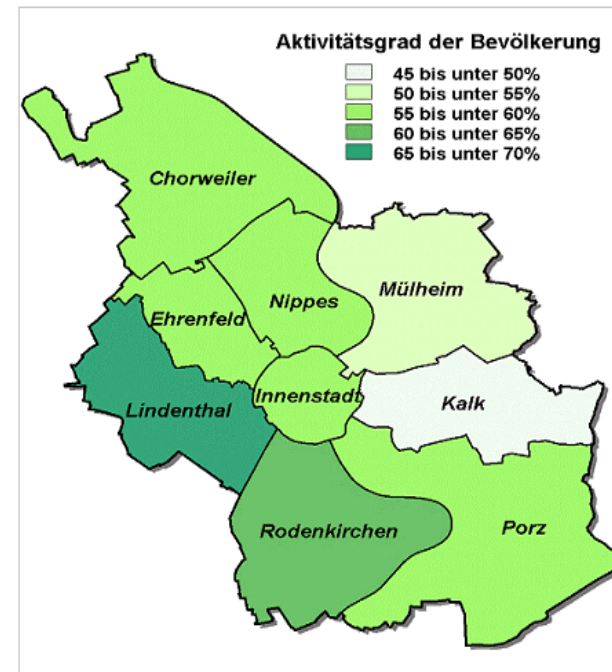 Aktivitätsgrad der Bevölkerung
45 bis unter 50%
50 bis unter 55%
55 bis unter 60%
60 bis unter 65%
65 bis unter 70%
Chorweiler
Mülheim
Nippes
Ehrenfeld
Innenstadt
Kalk
Lindenthal
Rodenkirchen
Porz